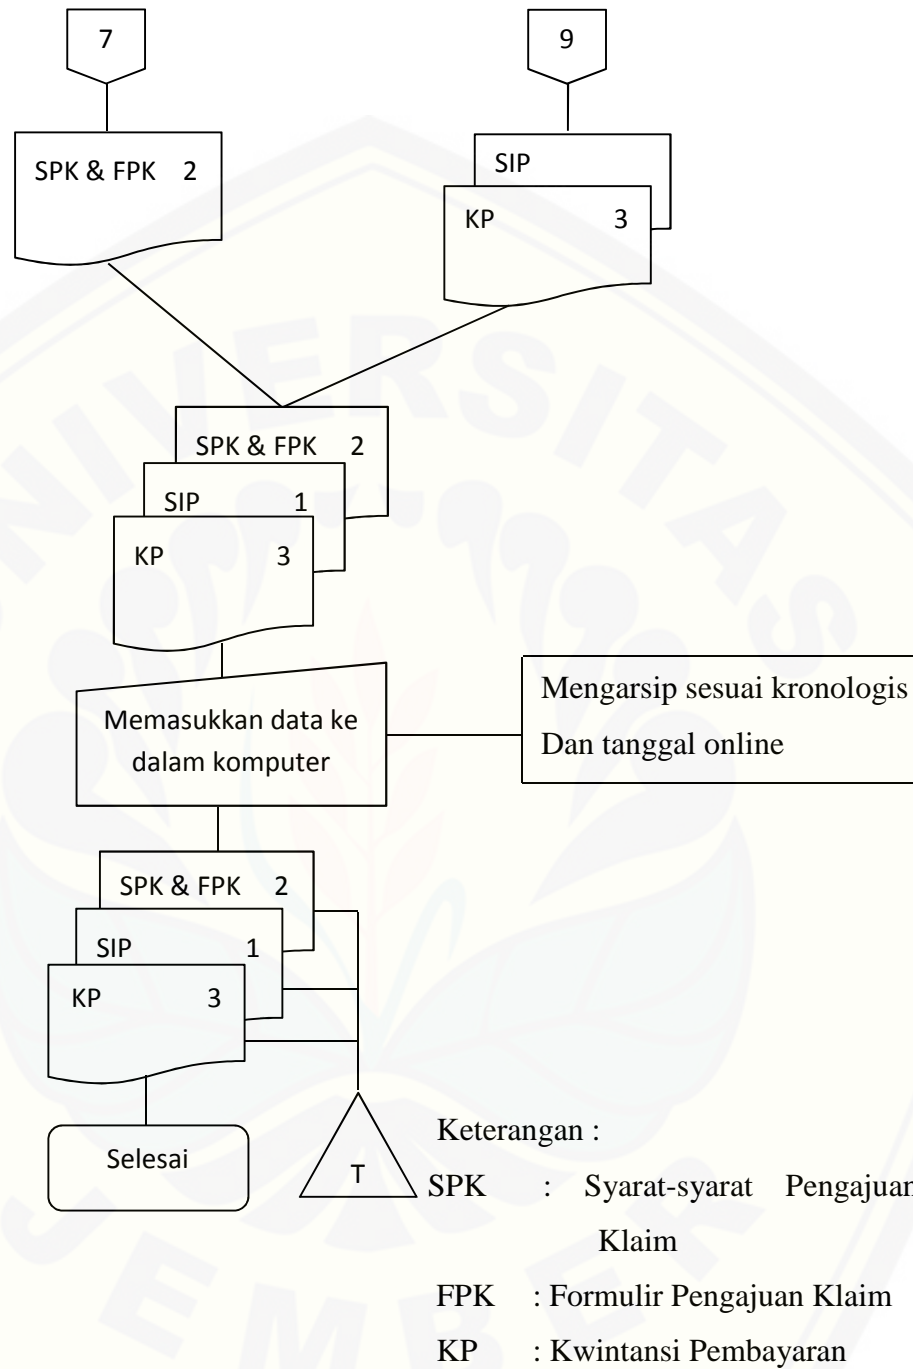 7
9
SPK & FPK 2
SIP
KP 3
SPK & FPK 2
SIP 1
KP 3
Memasukkan data ke
dalam komputer
Mengarsip sesuai kronologis
Dan tanggal online
SPK & FPK 2
SIP 1
KP 3
Selesai
T
Keterangan :
SPK : Syarat-syarat Pengajuan
Klaim
FPK : Formulir Pengajuan Klaim
KP : Kwintansi Pembayaran
UNIVERSITAS
JEMBER